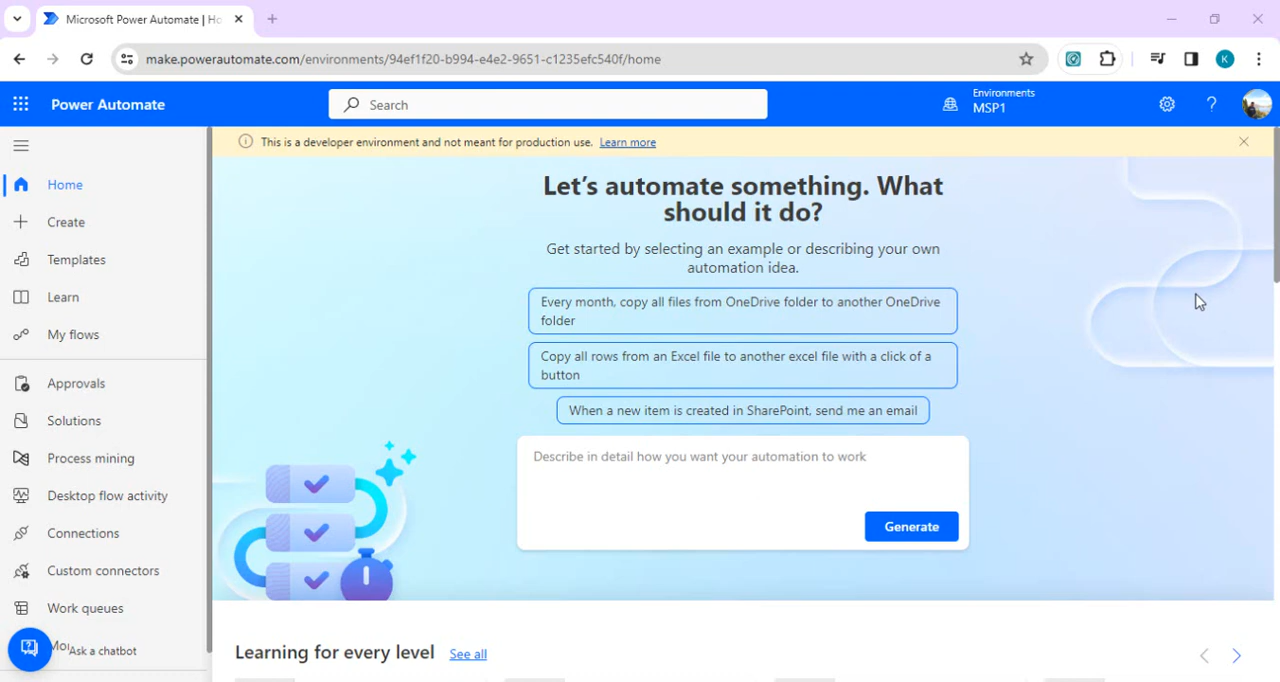 Microsoft Power Automate | Ho
make.powerautomate.com/environments/94ef1f20-b994-e4e2-9651-c1235efc540f/home
K
Power Automate
Search
Environments
MSP1
?
This is a developer environment and not meant for production use. Learn more
Home
Create
Templates
Learn
My flows
Approvals
Solutions
Process mining
Desktop flow activity
Connections
Custom connectors
Work queues
Ask a chatbot
Let's automate something. What
should it do?
Get started by selecting an example or describing your own
automation idea.
Every month, copy all files from OneDrive folder to another OneDrive
folder
Copy all rows from an Excel file to another excel file with a click of a
button
When a new item is created in SharePoint, send me an email
Describe in detail how you want your automation to work
Generate
Learning for every level See all